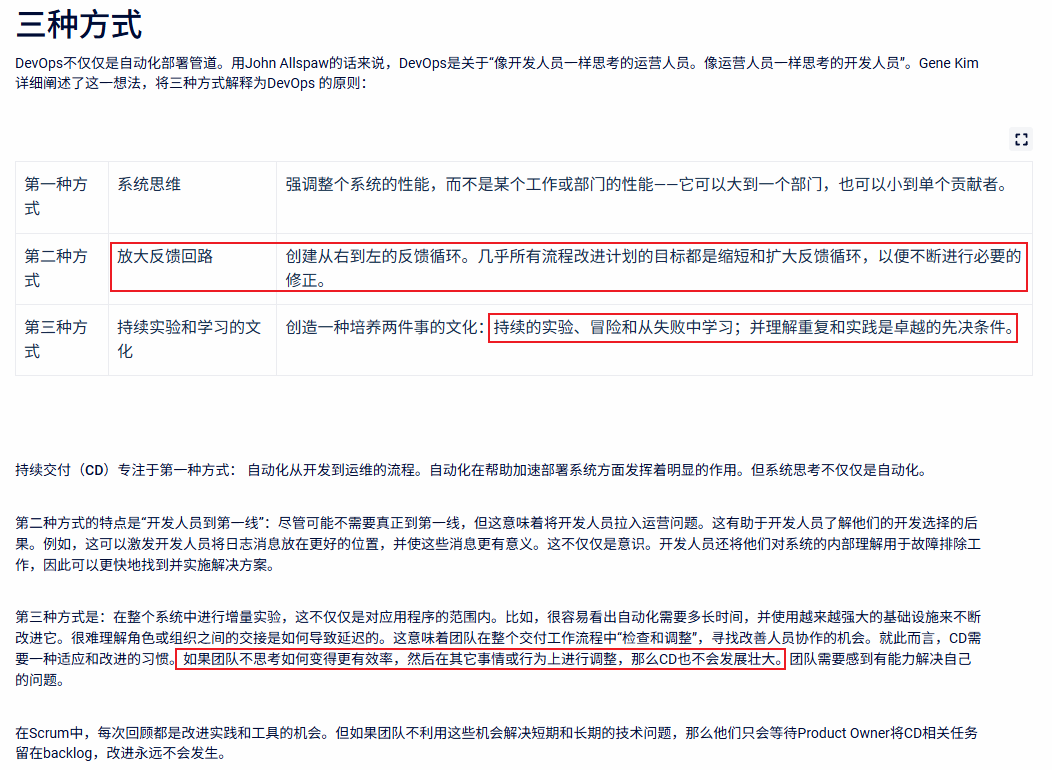 三种方式
DevOps不仅仅是自动化部署管道。用John Allspaw的话来说，DevOps是关于“像开发人员一样思考的运营人员。像运营人员一样思考的开发人员”。Gene Kim
详细阐述了这一想法，将三种方式解释为DevOps 的原则：
第一种方
式
系统思维
强调整个系统的性能，而不是某个工作或部门的性能——它可以大到一个部门，也可以小到单个贡献者。
第二种方
式
放大反馈回路
创建从右到左的反馈循环。几乎所有流程改进计划的目标都是缩短和扩大反馈循环，以便不断进行必要的
修正。
第三种方
式
持续实验和学习的文
化
创造一种培养两件事的文化：持续的实验、冒险和从失败中学习；并理解重复和实践是卓越的先决条件。
持续交付（CD）专注于第一种方式： 自动化从开发到运维的流程。自动化在帮助加速部署系统方面发挥着明显的作用。但系统思考不仅仅是自动化。
第二种方式的特点是“开发人员到第一线”：尽管可能不需要真正到第一线，但这意味着将开发人员拉入运营问题。这有助于开发人员了解他们的开发选择的后
果。例如，这可以激发开发人员将日志消息放在更好的位置，并使这些消息更有意义。这不仅仅是意识。开发人员还将他们对系统的内部理解用于故障排除工
作，因此可以更快地找到并实施解决方案。
第三种方式是：在整个系统中进行增量实验，这不仅仅是对应用程序的范围内。比如，很容易看出自动化需要多长时间，并使用越来越强大的基础设施来不断
改进它。很难理解角色或组织之间的交接是如何导致延迟的。这意味着团队在整个交付工作流程中“检查和调整”，寻找改善人员协作的机会。就此而言，CD需
要一种适应和改进的习惯。如果团队不思考如何变得更有效率，然后在其它事情或行为上进行调整，那么CD也不会发展壮大。团队需要感到有能力解决自己
的问题。
在Scrum中，每次回顾都是改进实践和工具的机会。但如果团队不利用这些机会解决短期和长期的技术问题，那么他们只会等待Product Owner将CD相关任务
留在backlog，改进永远不会发生。